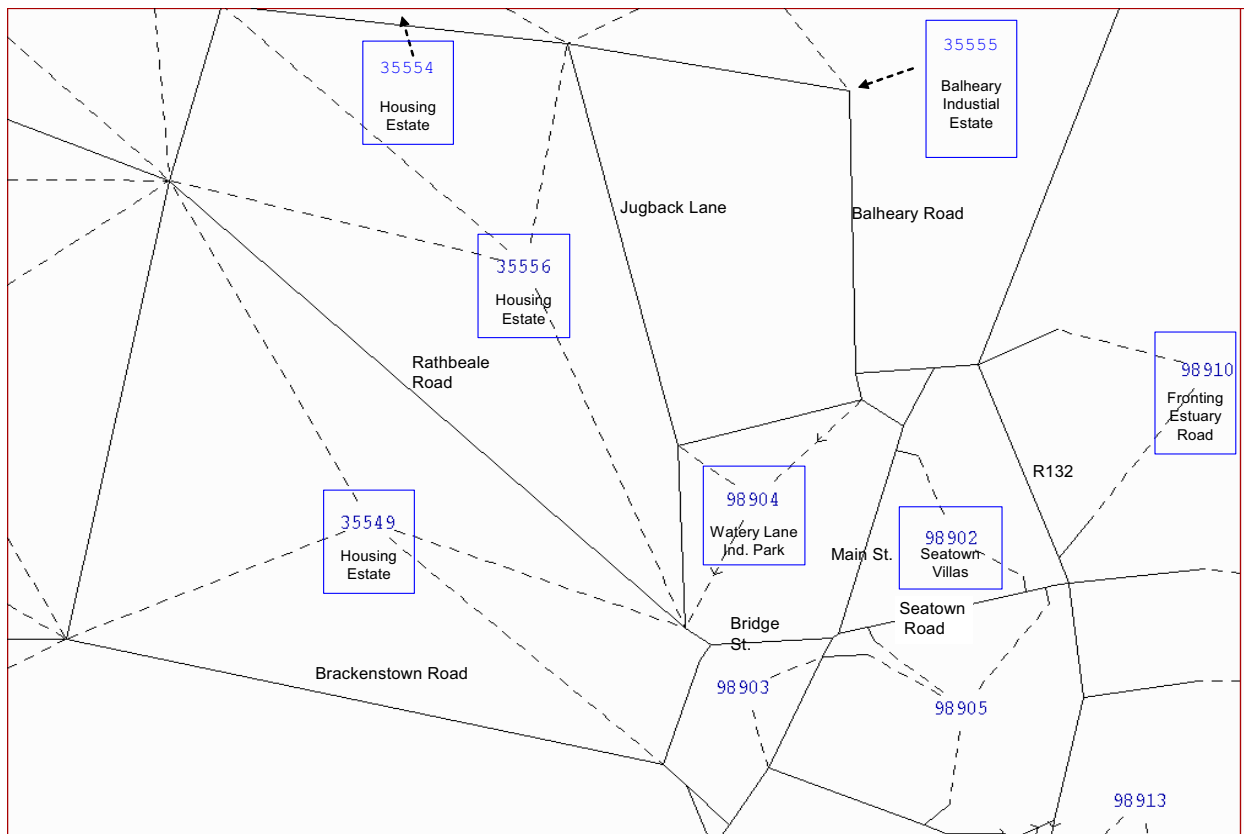 35554
Housing
Estate
35555
Balheary
Industial
Estate
Jugback Lane
Balheary Road
35556
Housing
Estate
Rathbeale
Road
98910
Fronting
Estuary
Road
R132
98904
Watery Lane
Ind. Park
35549
Housing
Estate
Main St.
98902
Seatown
Villas
Seatown
Road
Bridge
St.
Brackenstown Road
98903
98905
98913